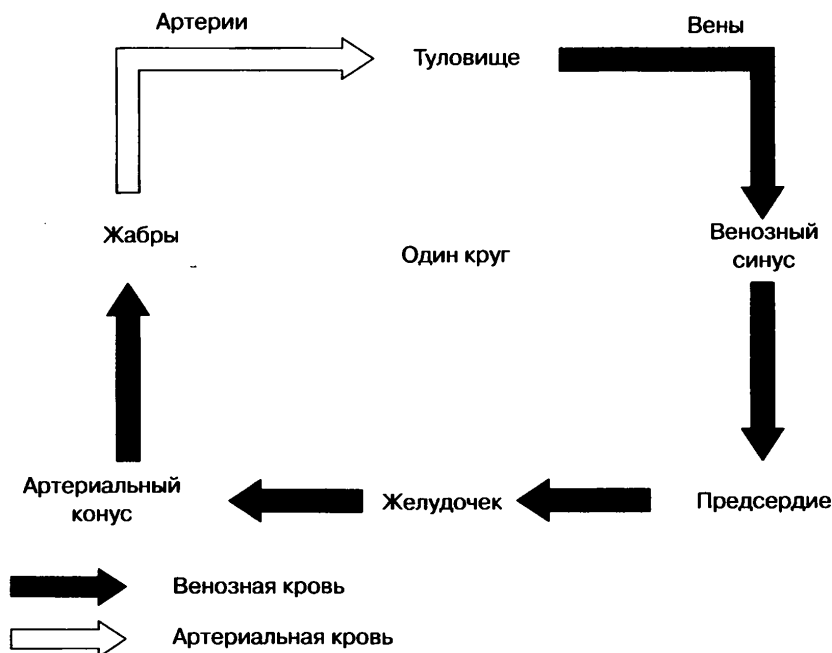 Артерии
Вены
Туловище
Жабры
Один круг
Венозный
синус
Артериальный
конус
Желудочек
Предсердие
Венозная кровь
Артериальная кровь